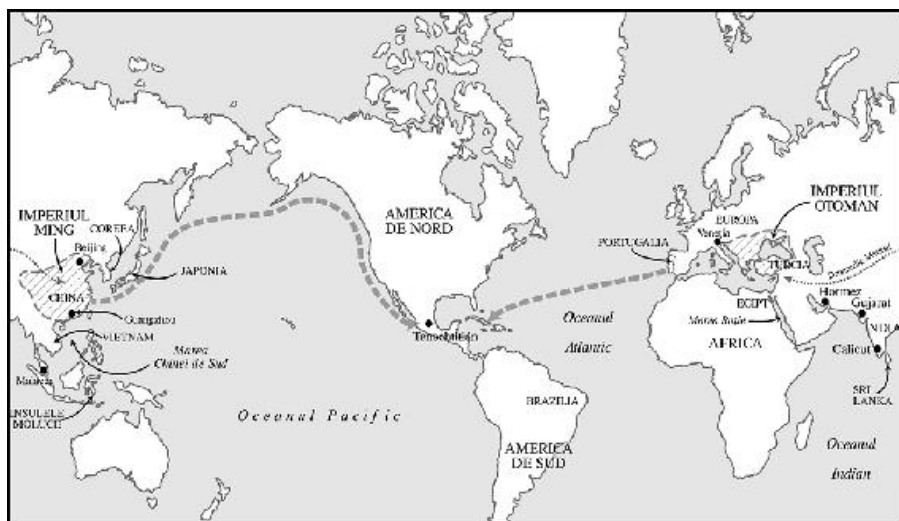 IMPERIUL
MING
COREEA
Beijing
JAPONIA
CHINA
Guangzhou
VIETNAM
Marea
Chinei de Sud
INSULELE
MOLUCE
Oceanul Pacific
AMERICA
DE NORD
Tenochtitlán
BRAZILIA
AMERICA
DE SUD
Oceanul
Atlantic
PORTUGALIA
EUROPA
Veneția
IMPERIUL
OTOMAN
TURCIA
EGIPT
Marea Roșie
AFRICA
Hormuz
Gujarat
INDIA
Calicut
SRI
LANKA
Oceanul
Indian